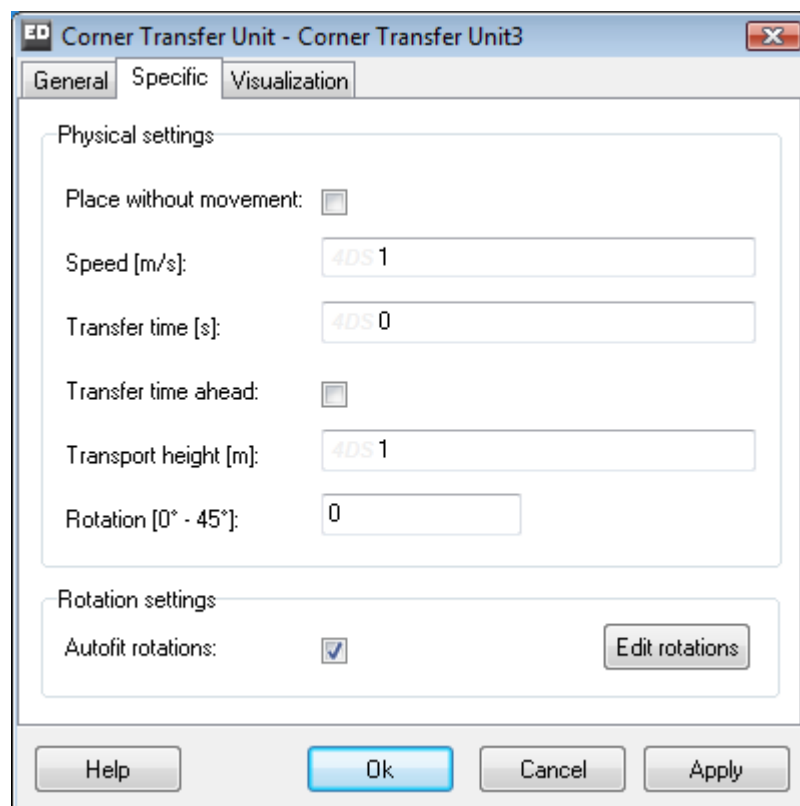 ED Corner Transfer Unit - Corner Transfer Unit3
General Specific Visualization
Physical settings
Place without movement:
Speed [m/s]: 4DS 1
Transfer time [s]: 4DS 0
Transfer time ahead:
Transport height [m]: 4DS 1
Rotation [0° - 45°]: 0
Rotation settings
Autofit rotations: Edit rotations
Help Ok Cancel Apply